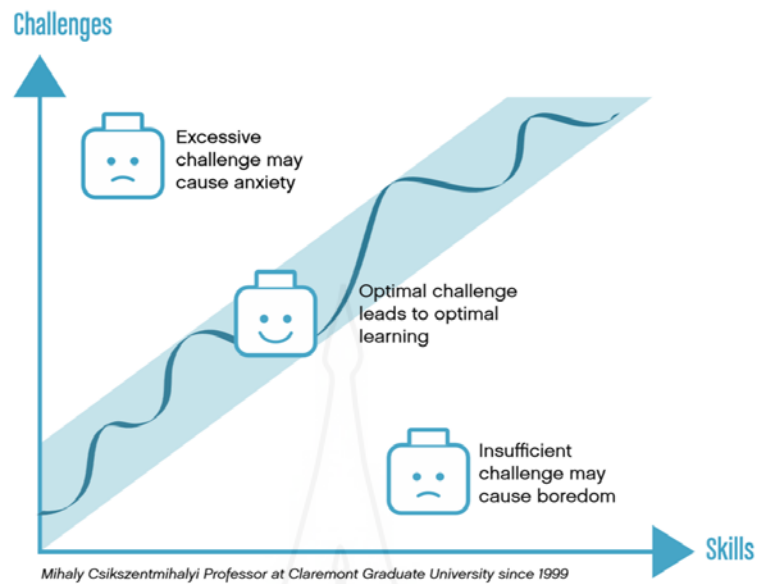 Challenges
Excessive
challenge may
cause anxiety
Optimal challenge
leads to optimal
learning
Insufficient
challenge may
cause boredom
Skills
Mihaly Csikszentmihalyi Professor at Claremont Graduate University since 1999